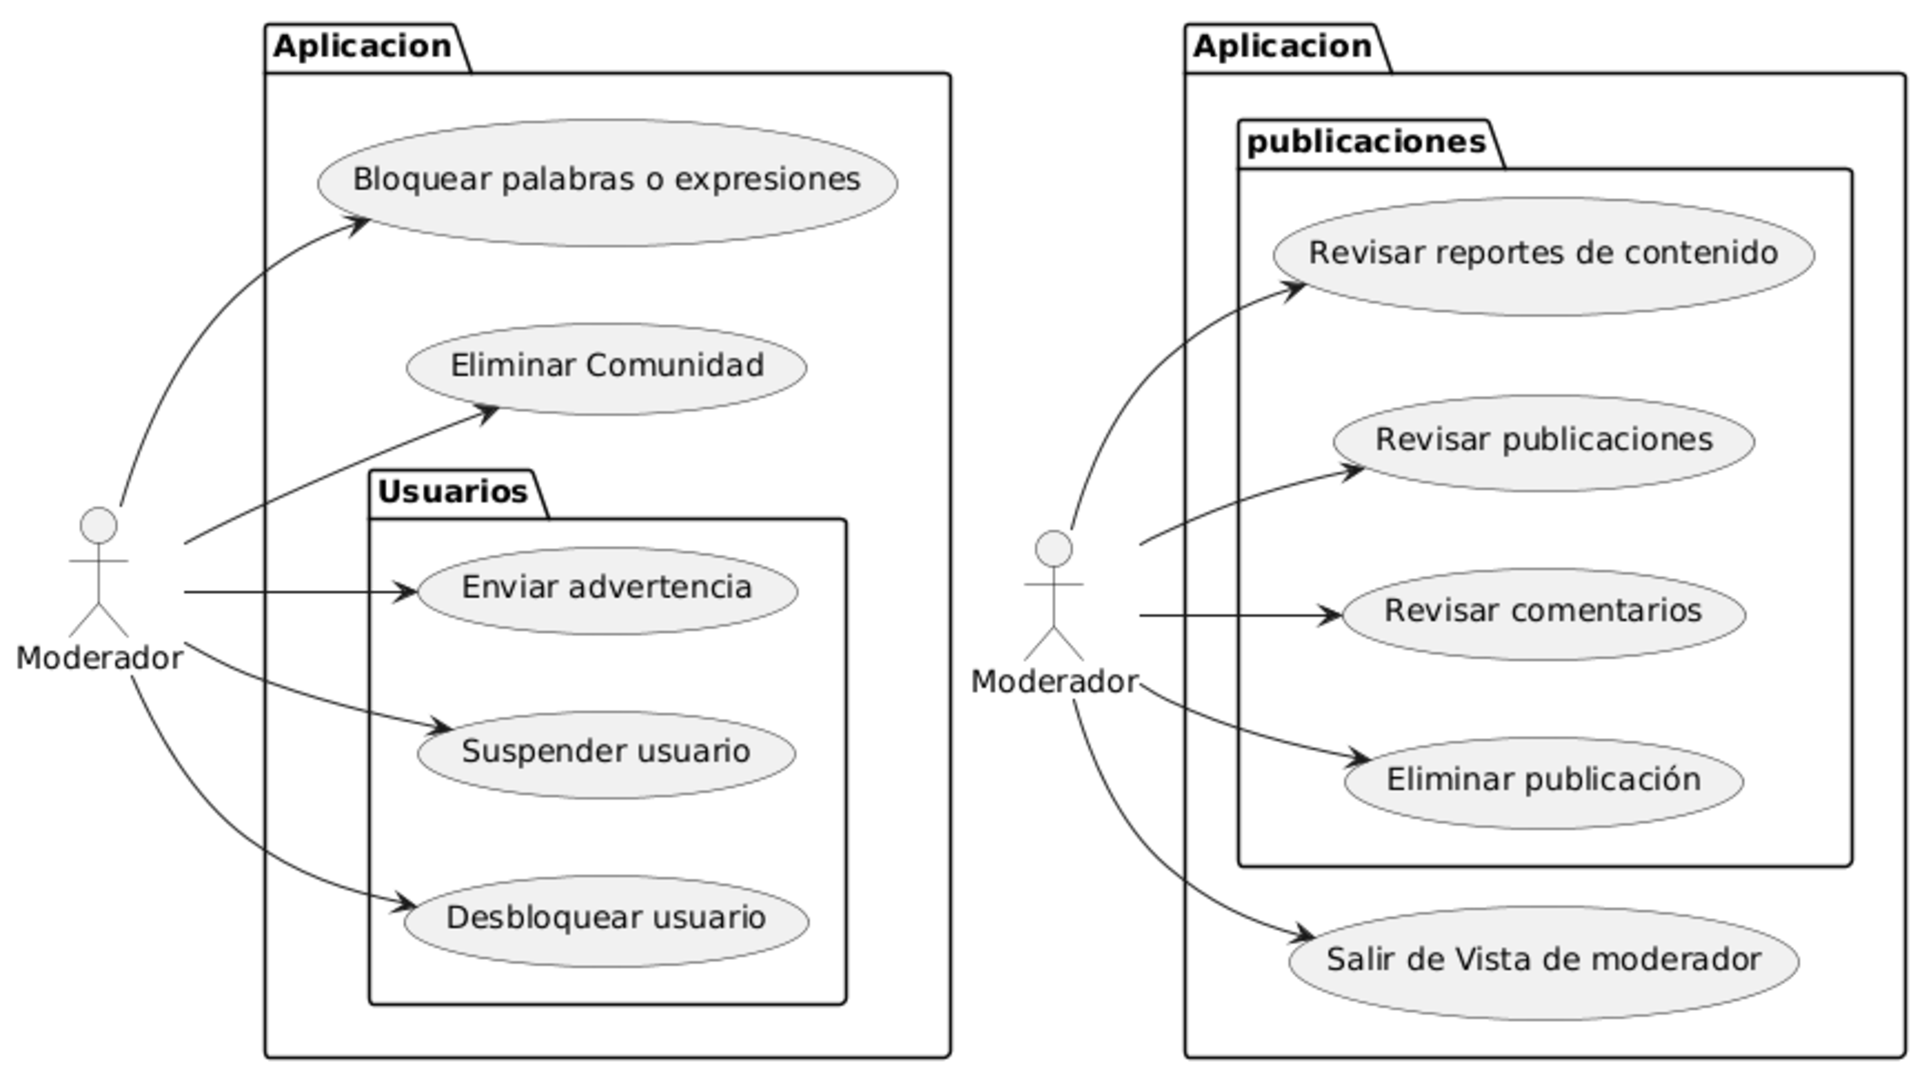 Aplicacion
Bloquear palabras o expresiones
Eliminar Comunidad
Usuarios
Enviar advertencia
Suspender usuario
Desbloquear usuario
Moderador
Aplicacion
publicaciones
Revisar reportes de contenido
Revisar publicaciones
Revisar comentarios
Eliminar publicación
Salir de Vista de moderador
Moderador